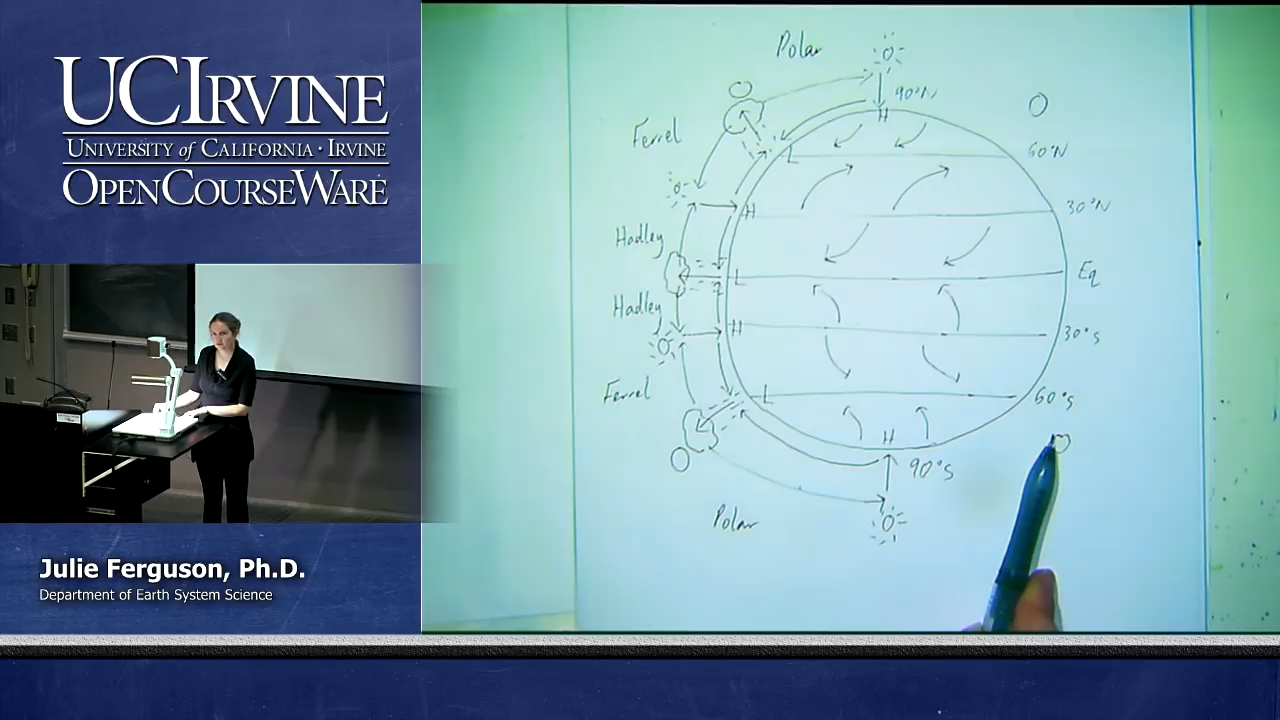 UCIRVINE
UNIVERSITY of CALIFORNIA · IRVINE
OPENCOURSEWARE
Julie Ferguson, Ph.D.
Department of Earth System Science
Polar
90°N
H
Ferrel
L
60°N
H
30°N
Hadley
L
Eq
Hadley
H
30°S
Ferrel
L
60°S
H
90°S
Polar